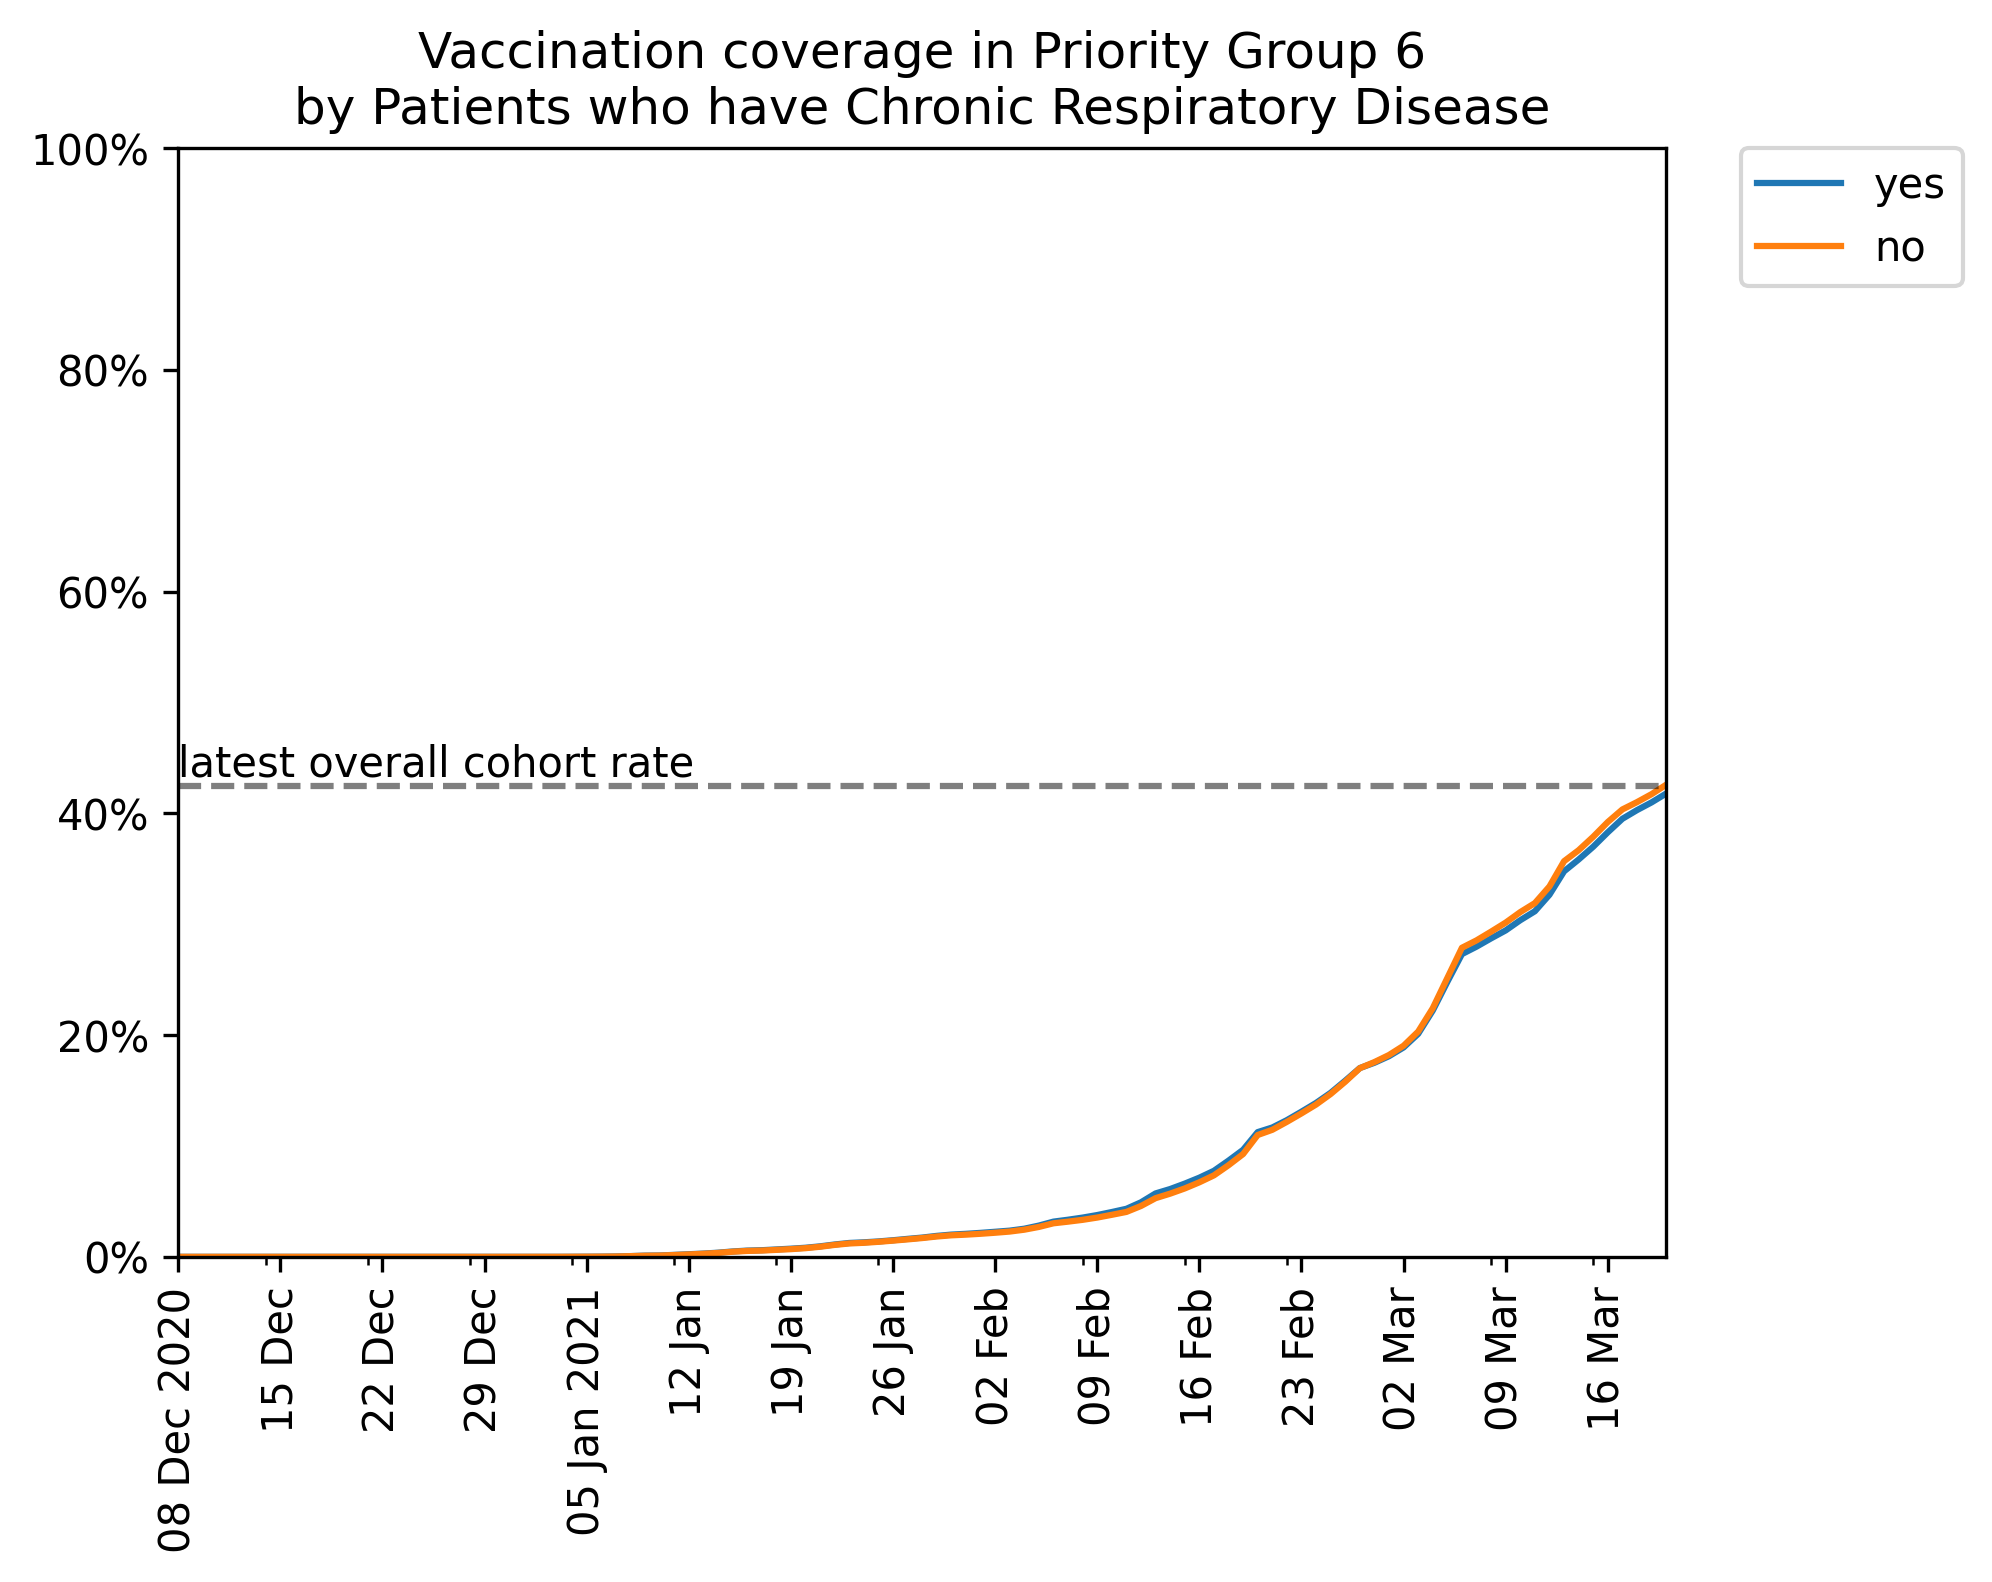 Vaccination coverage in Priority Group 6
by Patients who have Chronic Respiratory Disease
100%
80%
60%
40%
20%
0%
latest overall cohort rate
yes
no
08 Dec 2020
15 Dec
22 Dec
29 Dec
05 Jan 2021
12 Jan
19 Jan
26 Jan
02 Feb
09 Feb
16 Feb
23 Feb
02 Mar
09 Mar
16 Mar